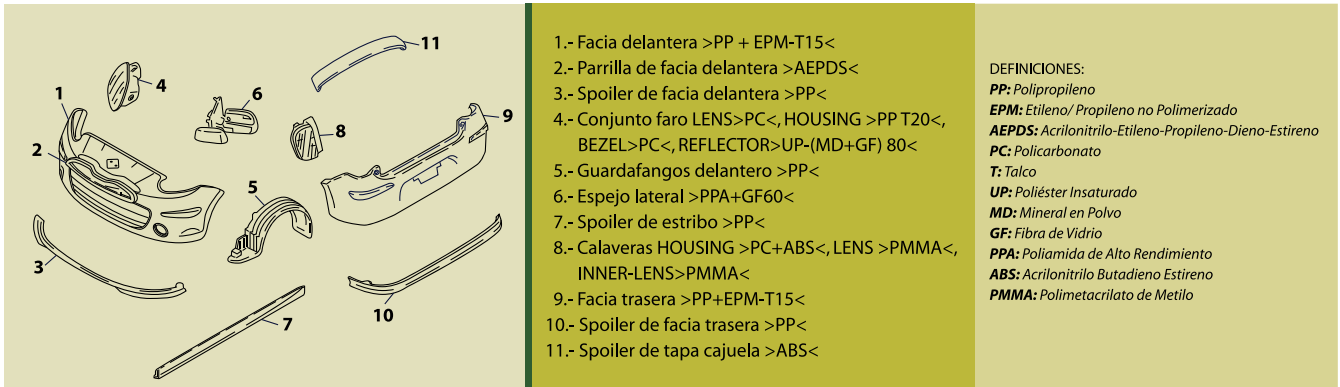 11
4
1
6
9
8
2
5
3
10
7
1.- Facia delantera >PP + EPM-T15<
2.- Parrilla de facia delantera >AEPDS<
3.- Spoiler de facia delantera >PP<
4.- Conjunto faro LENS>PC<, HOUSING >PP T20<,
BEZEL>PC<, REFLECTOR>UP-(MD+GF) 80<
5.- Guardafangos delantero >PP<
6.- Espejo lateral >PPA+GF60<
7.- Spoiler de estribo >PP<
8.- Calaveras HOUSING >PC+ABS<, LENS >PMMA<,
INNER-LENS>PMMA<
9.- Facia trasera >PP+EPM-T15<
10.- Spoiler de facia trasera >PP<
11.- Spoiler de tapa cajuela >ABS<
DEFINICIONES:
PP: Polipropileno
EPM: Etileno/ Propileno no Polimerizado
AEPDS: Acrilonitrilo-Etileno-Propileno-Dieno-Estireno
PC: Policarbonato
T: Talco
UP: Poliéster Insaturado
MD: Mineral en Polvo
GF: Fibra de Vidrio
PPA: Poliamida de Alto Rendimiento
ABS: Acrilonitrilo Butadieno Estireno
PMMA: Polimetacrilato de Metilo